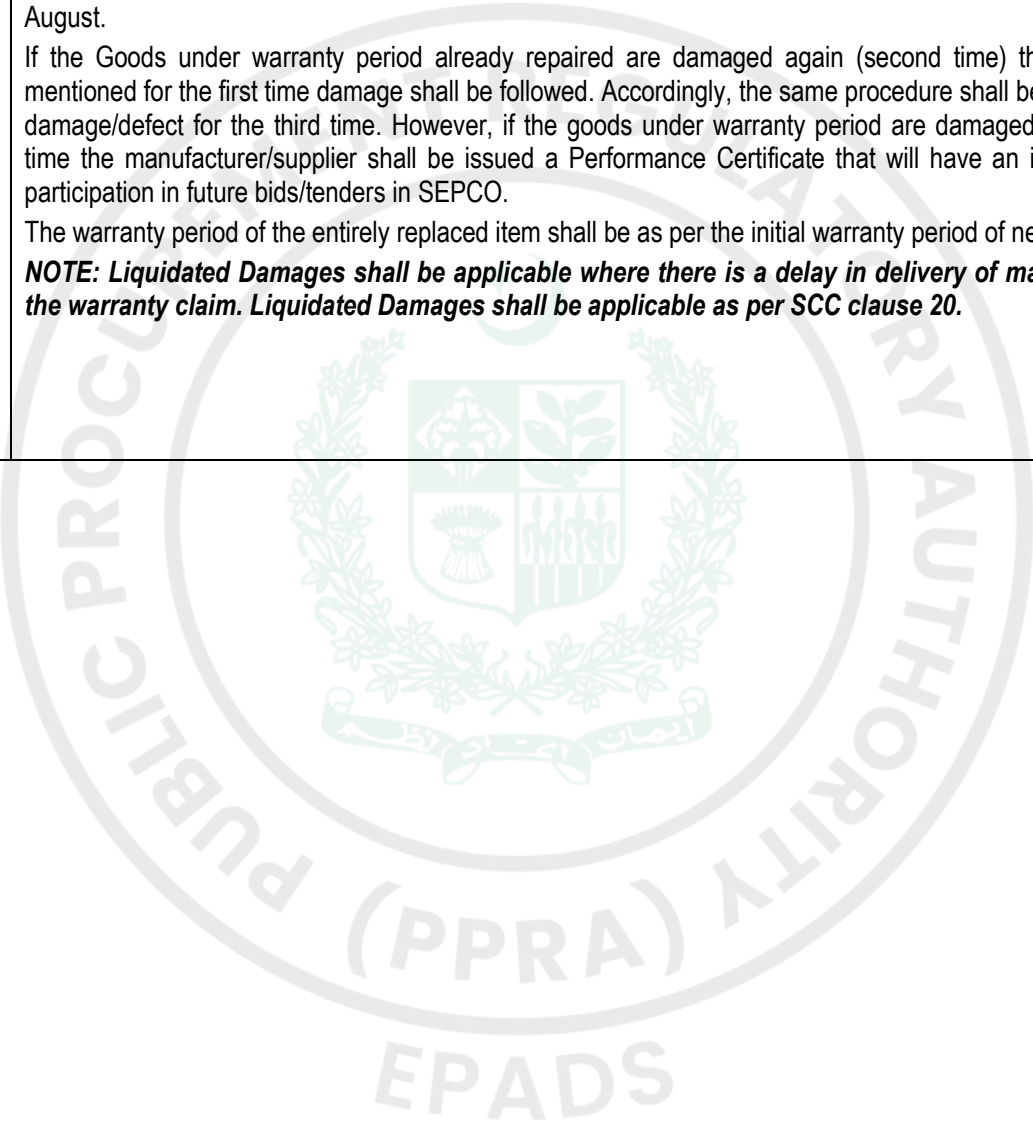 August.
If the Goods under warranty period already repaired are damaged again (second time)
mentioned for the first time damage shall be followed. Accordingly, the same procedure shall
damage/defect for the third time. However, if the goods under warranty period are damaged
time the manufacturer/supplier shall be issued a Performance Certificate that will have an
participation in future bids/tenders in SEPCO.
The warranty period of the entirely replaced item shall be as per the initial warranty period of
NOTE: Liquidated Damages shall be applicable where there is a delay in delivery of
the warranty claim. Liquidated Damages shall be applicable as per SCC clause 20.
PUBLIC PROCUREMENT REGULATORY AUTHORITY
(PPRA)
EPADS